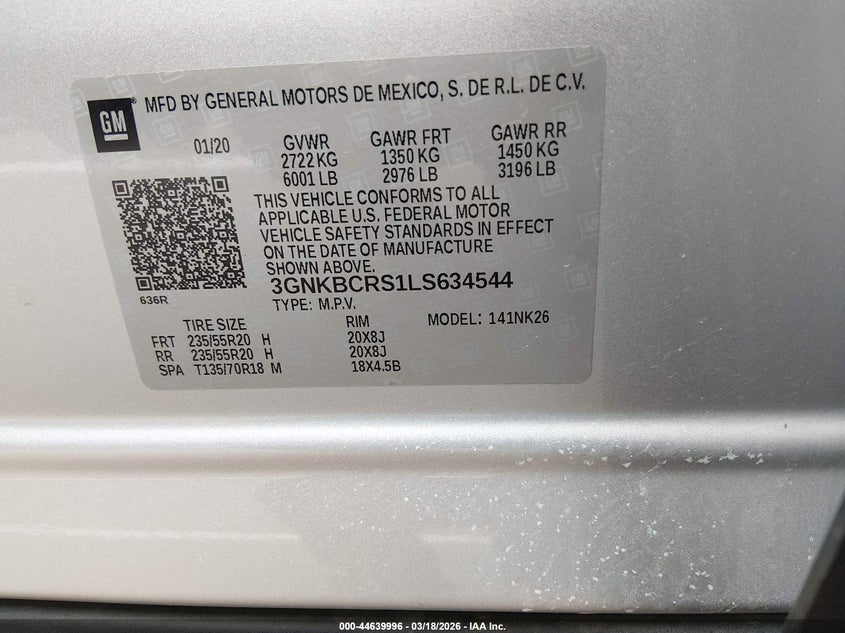 GM
MFD BY GENERAL MOTORS DE MEXICO, S. DE R.L. DE C.V.
01/20 GVWR GAWR FRT GAWR RR
2722 KG 1350 KG 1450 KG
6001 LB 2976 LB 3196 LB
THIS VEHICLE CONFORMS TO ALL
APPLICABLE U.S. FEDERAL MOTOR
VEHICLE SAFETY STANDARDS IN EFFECT
ON THE DATE OF MANUFACTURE
SHOWN ABOVE.
636R
3GNKBCRS1LS634544
TYPE: M.P.V.
TIRE SIZE RIM MODEL: 141NK26
FRT 235/55R20 H 20X8J
RR 235/55R20 H 20X8J
SPA T135/70R18 M 18X4.5B
000-44639996 - 03/18/2026 - IAA Inc.